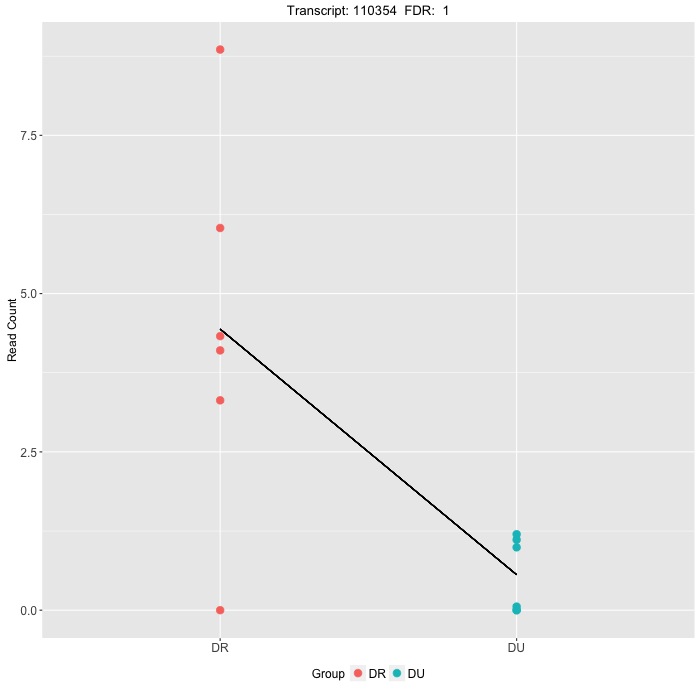 Transcript: 110354  FDR:  1
Read Count
7.5
5.0
2.5
0.0
DR
DU
Group DR DU